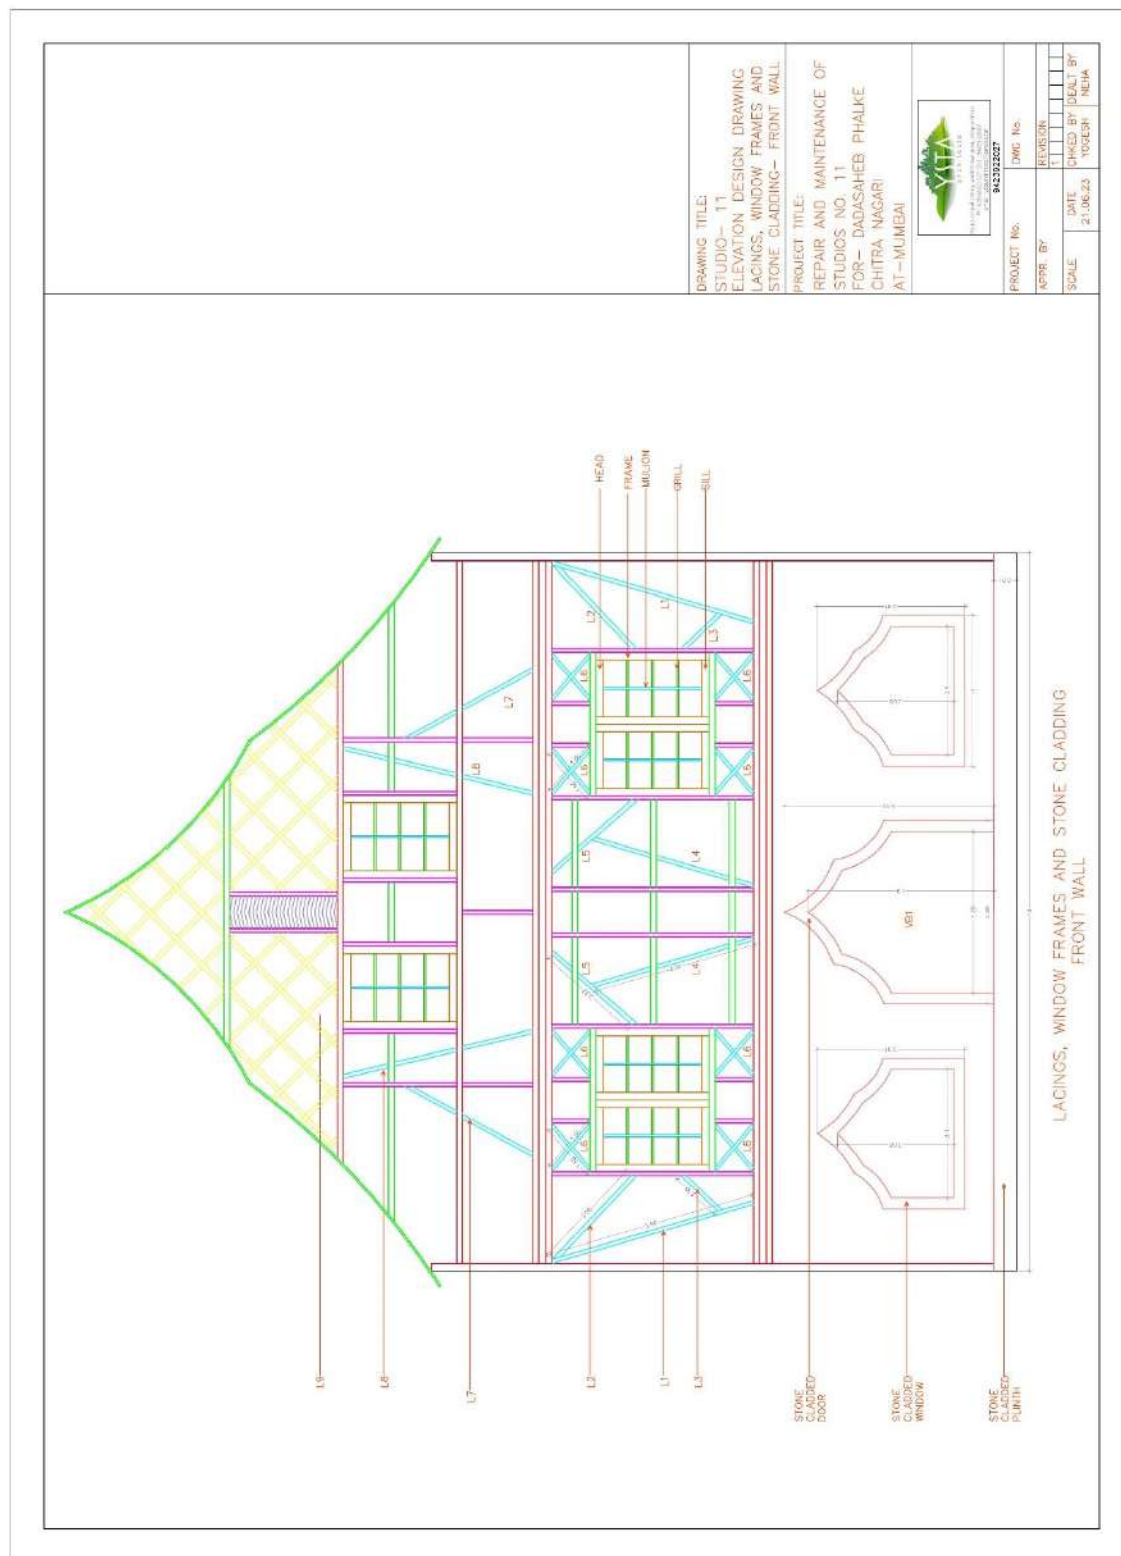 L9
L8
L7
L2
L1
L3
STONE
CLADDED
DOOR
STONE
CLADDED
WINDOW
STONE
CLADDED
PLINTH
L6
L6
L6
L6
L5
L4
L5
L4
L6
L6
L6
L6
L8
L7
L2
L1
L3
HEAD
FRAME
MULION
GRILL
SILL
LACINGS, WINDOW FRAMES AND STONE CLADDING
FRONT WALL
DRAWING TITLE:
STUDIO- 11
ELEVATION DESIGN DRAWING
LACINGS, WINDOW FRAMES AND
STONE CLADDING- FRONT WALL
PROJECT TITLE:
REPAIR AND MAINTENANCE OF
STUDIOS NO. 11
FOR- DADASAHEB PHALKE
CHITRA NAGARI
AT-MUMBAI
9423922027
PROJECT No.
DWG No.
APPR. BY
REVISION
1
SCALE
DATE
21.06.23
CHKED BY
YOGESH
DEALT BY
NEHA